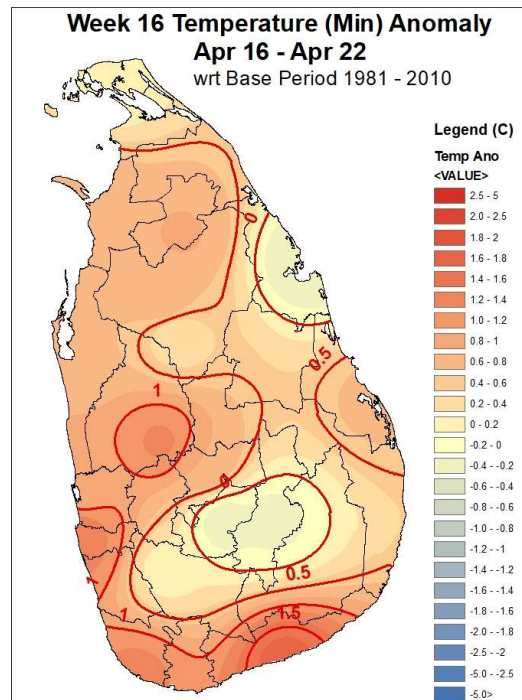 Week 16 Temperature (Min) Anomaly
Apr 16 - Apr 22
wrt Base Period 1981 - 2010
Legend (C)
Temp Ano
<VALUE>
2.5 - 5
2.0 - 2.5
1.8 - 2
1.6 - 1.8
1.4 - 1.6
1.2 - 1.4
1.0 - 1.2
0.8 - 1
0.6 - 0.8
0.4 - 0.6
0.2 - 0.4
0 - 0.2
-0.2 - 0
-0.4 - -0.2
-0.6 - -0.4
-0.8 - -0.6
-1.0 - -0.8
-1.2 - -1
-1.4 - -1.2
-1.6 - -1.4
-1.8 - -1.6
-2.0 - -1.8
-2.5 - -2
-5.0 - -2.5
-5.0>
0
0.5
1
0
0.5
1
1
1.5